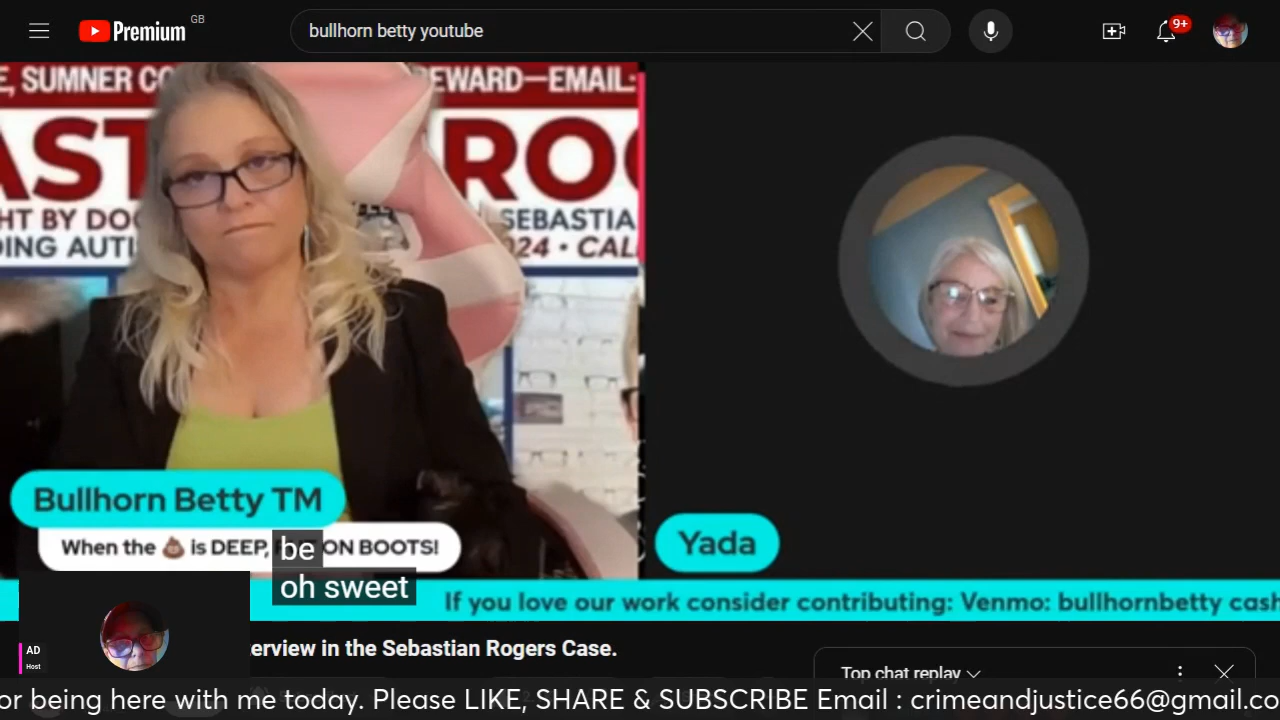 Premium
GB
bullhorn betty youtube
9+
E, SUMNER CO
REWARD—EMAIL:
AST
ROG
HT BY DOG
SEBASTIA
DING AUTI
024 • CAL
Bullhorn Betty TM
When the 💩 is DEEP,
ON BOOTS!
be
oh sweet
Yada
If you love our work consider contributing: Venmo: bullhornbetty cash
AD
Host
erview in the Sebastian Rogers Case.
Top chat replay
or being here with me today. Please LIKE, SHARE & SUBSCRIBE Email : crimeandjustice66@gmail.co